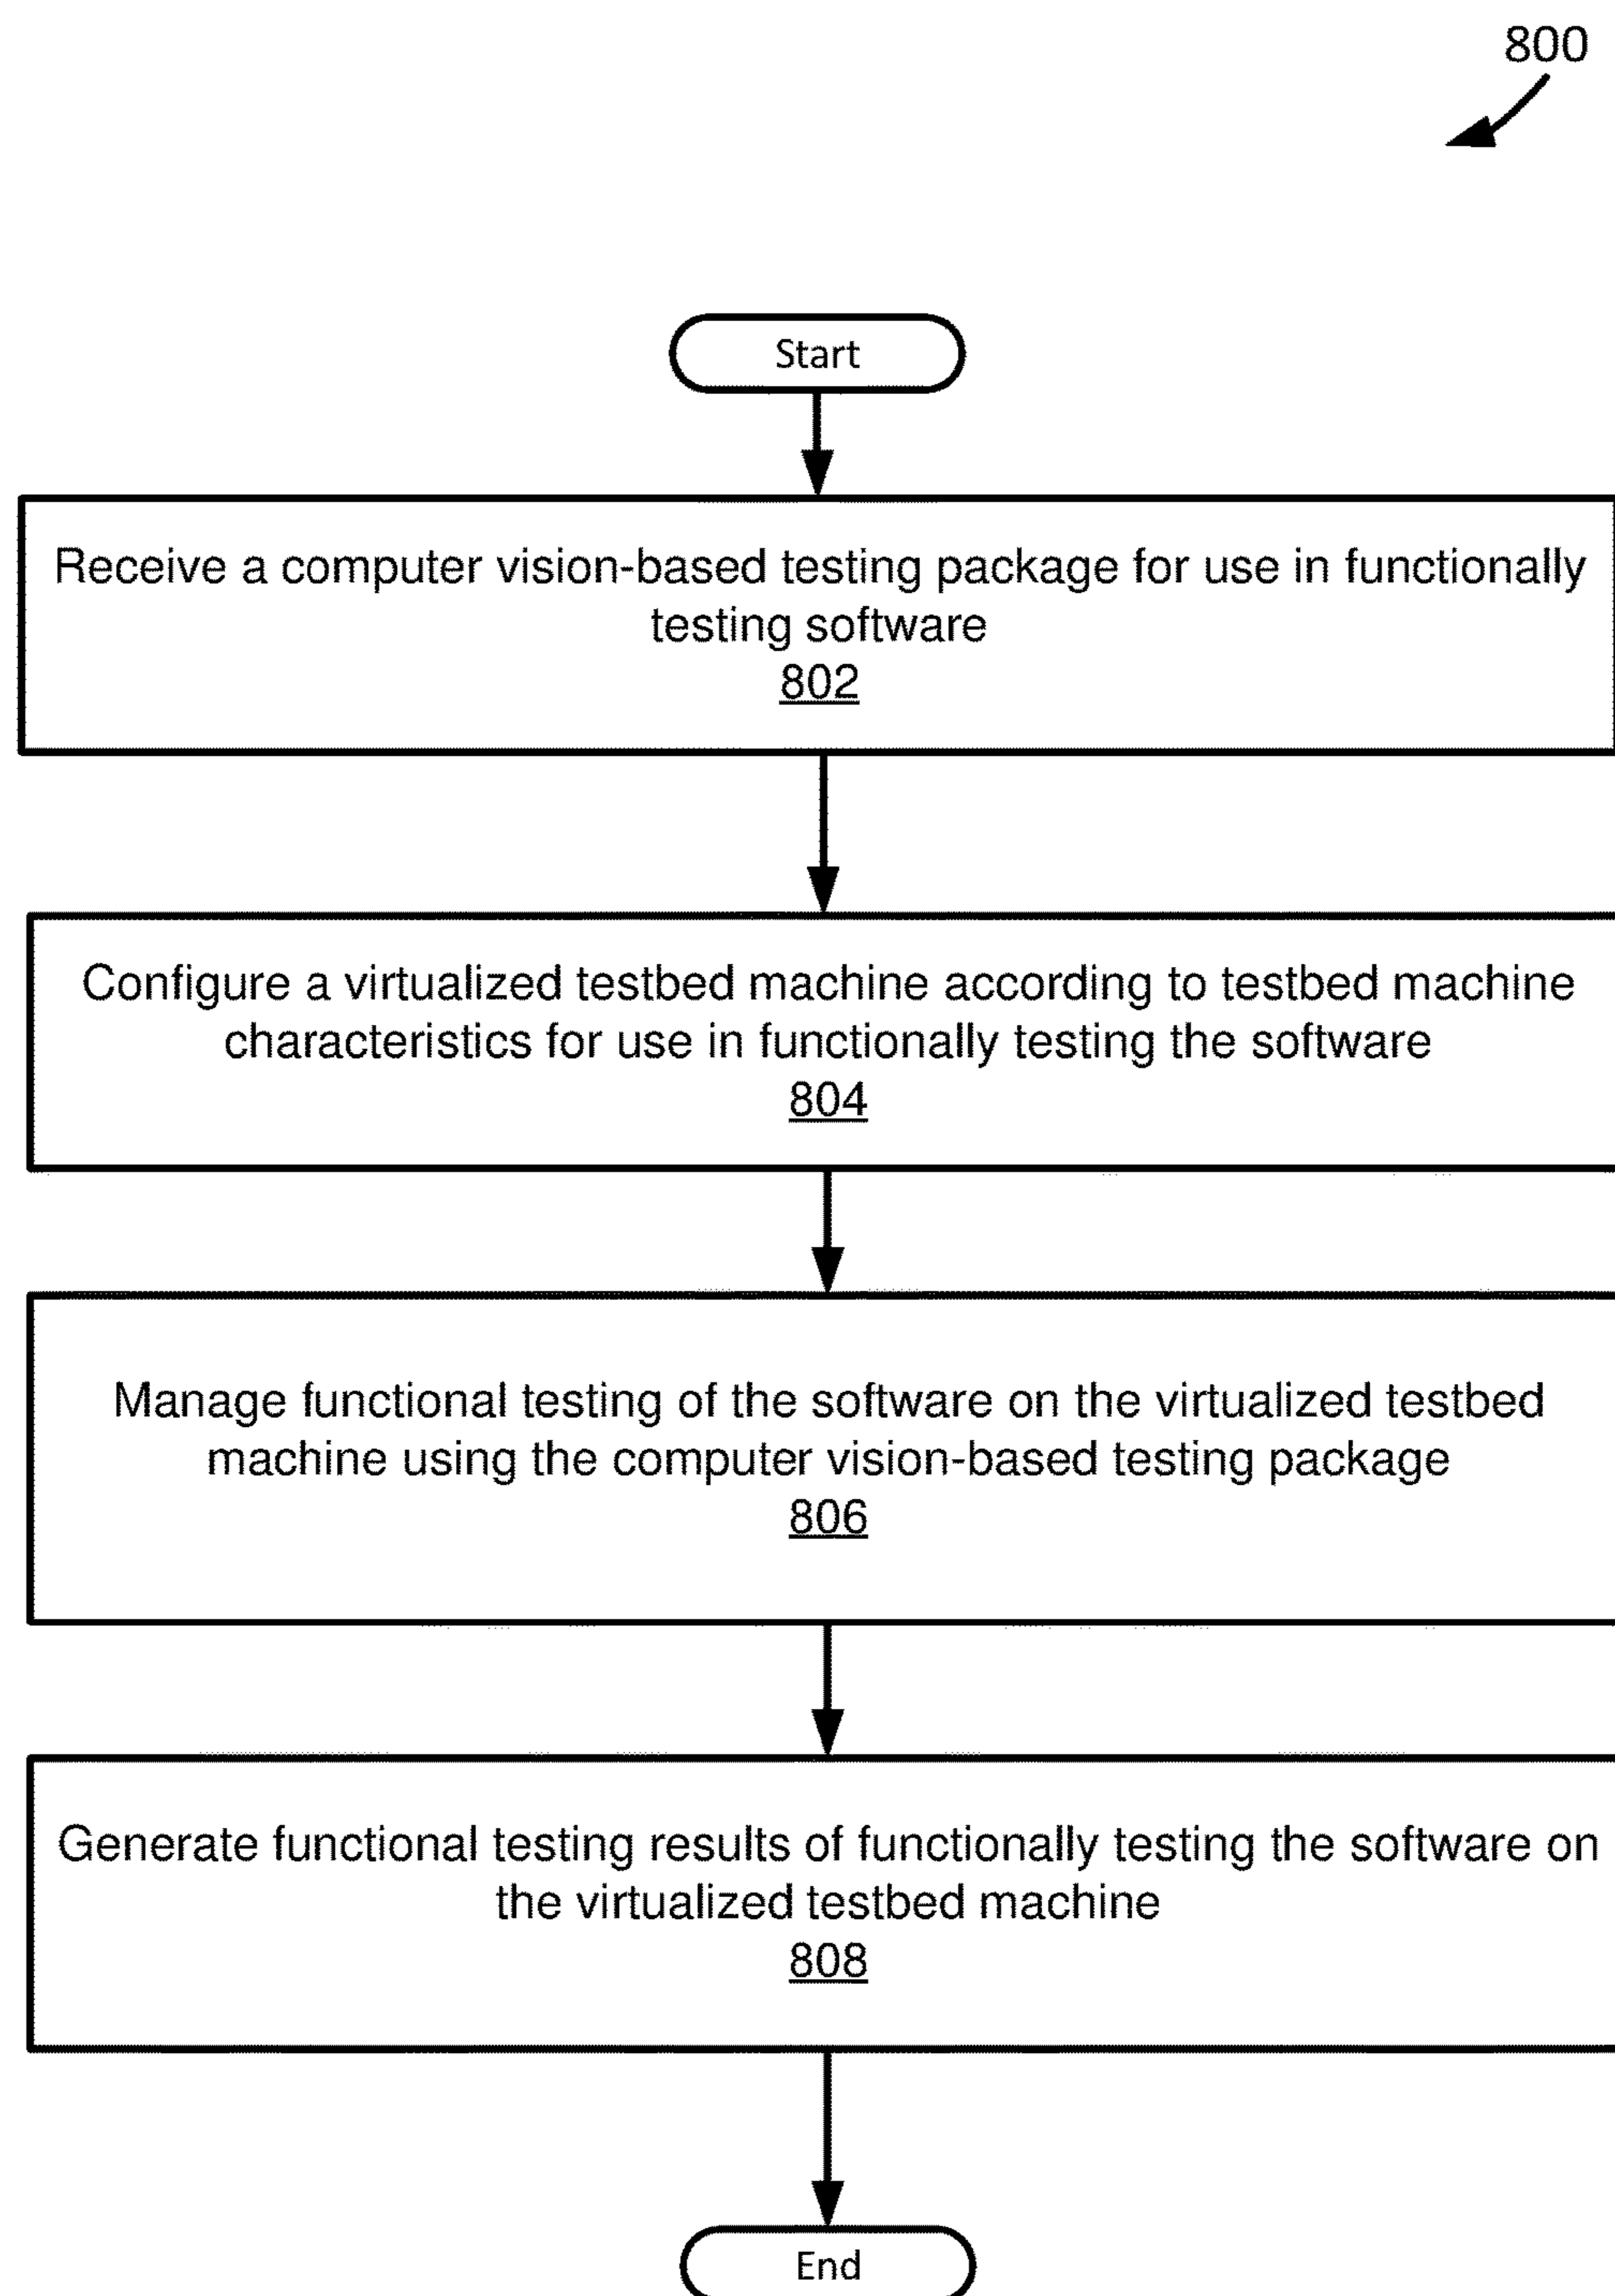 800
Start
Receive a computer vision-based testing package for use in functionally
testing software
802
Configure a virtualized testbed machine according to testbed machine
characteristics for use in functionally testing the software
804
Manage functional testing of the software on the virtualized testbed
machine using the computer vision-based testing package
806
Generate functional testing results of functionally testing the software on
the virtualized testbed machine
808
End